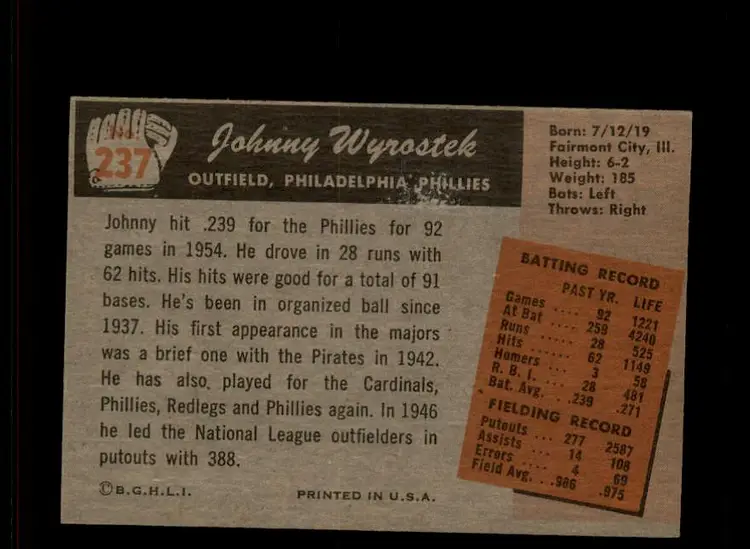 No.
237
Johnny Wyrostek
OUTFIELD, PHILADELPHIA PHILLIES
Born: 7/12/19
Fairmont City, Ill.
Height: 6-2
Weight: 185
Bats: Left
Throws: Right
Johnny hit .239 for the Phillies for 92
games in 1954. He drove in 28 runs with
62 hits. His hits were good for a total of 91
bases. He's been in organized ball since
1937. His first appearance in the majors
was a brief one with the Pirates in 1942.
He has also played for the Cardinals,
Phillies, Redlegs and Phillies again. In 1946
he led the National League outfielders in
putouts with 388.
BATTING RECORD
PAST YR. LIFE
Games .... 92 1221
At Bat .... 259 4240
Runs .... 28 525
Hits .... 62 1149
Homers .... 3 58
R. B. I. .... 28 481
Bat. Avg. ... .239 .271
FIELDING RECORD
Putouts ... 277 2587
Assists ... 14 108
Errors .... 4 69
Field Avg. .. .986 .975
© B.G.H.L.I.
PRINTED IN U.S.A.